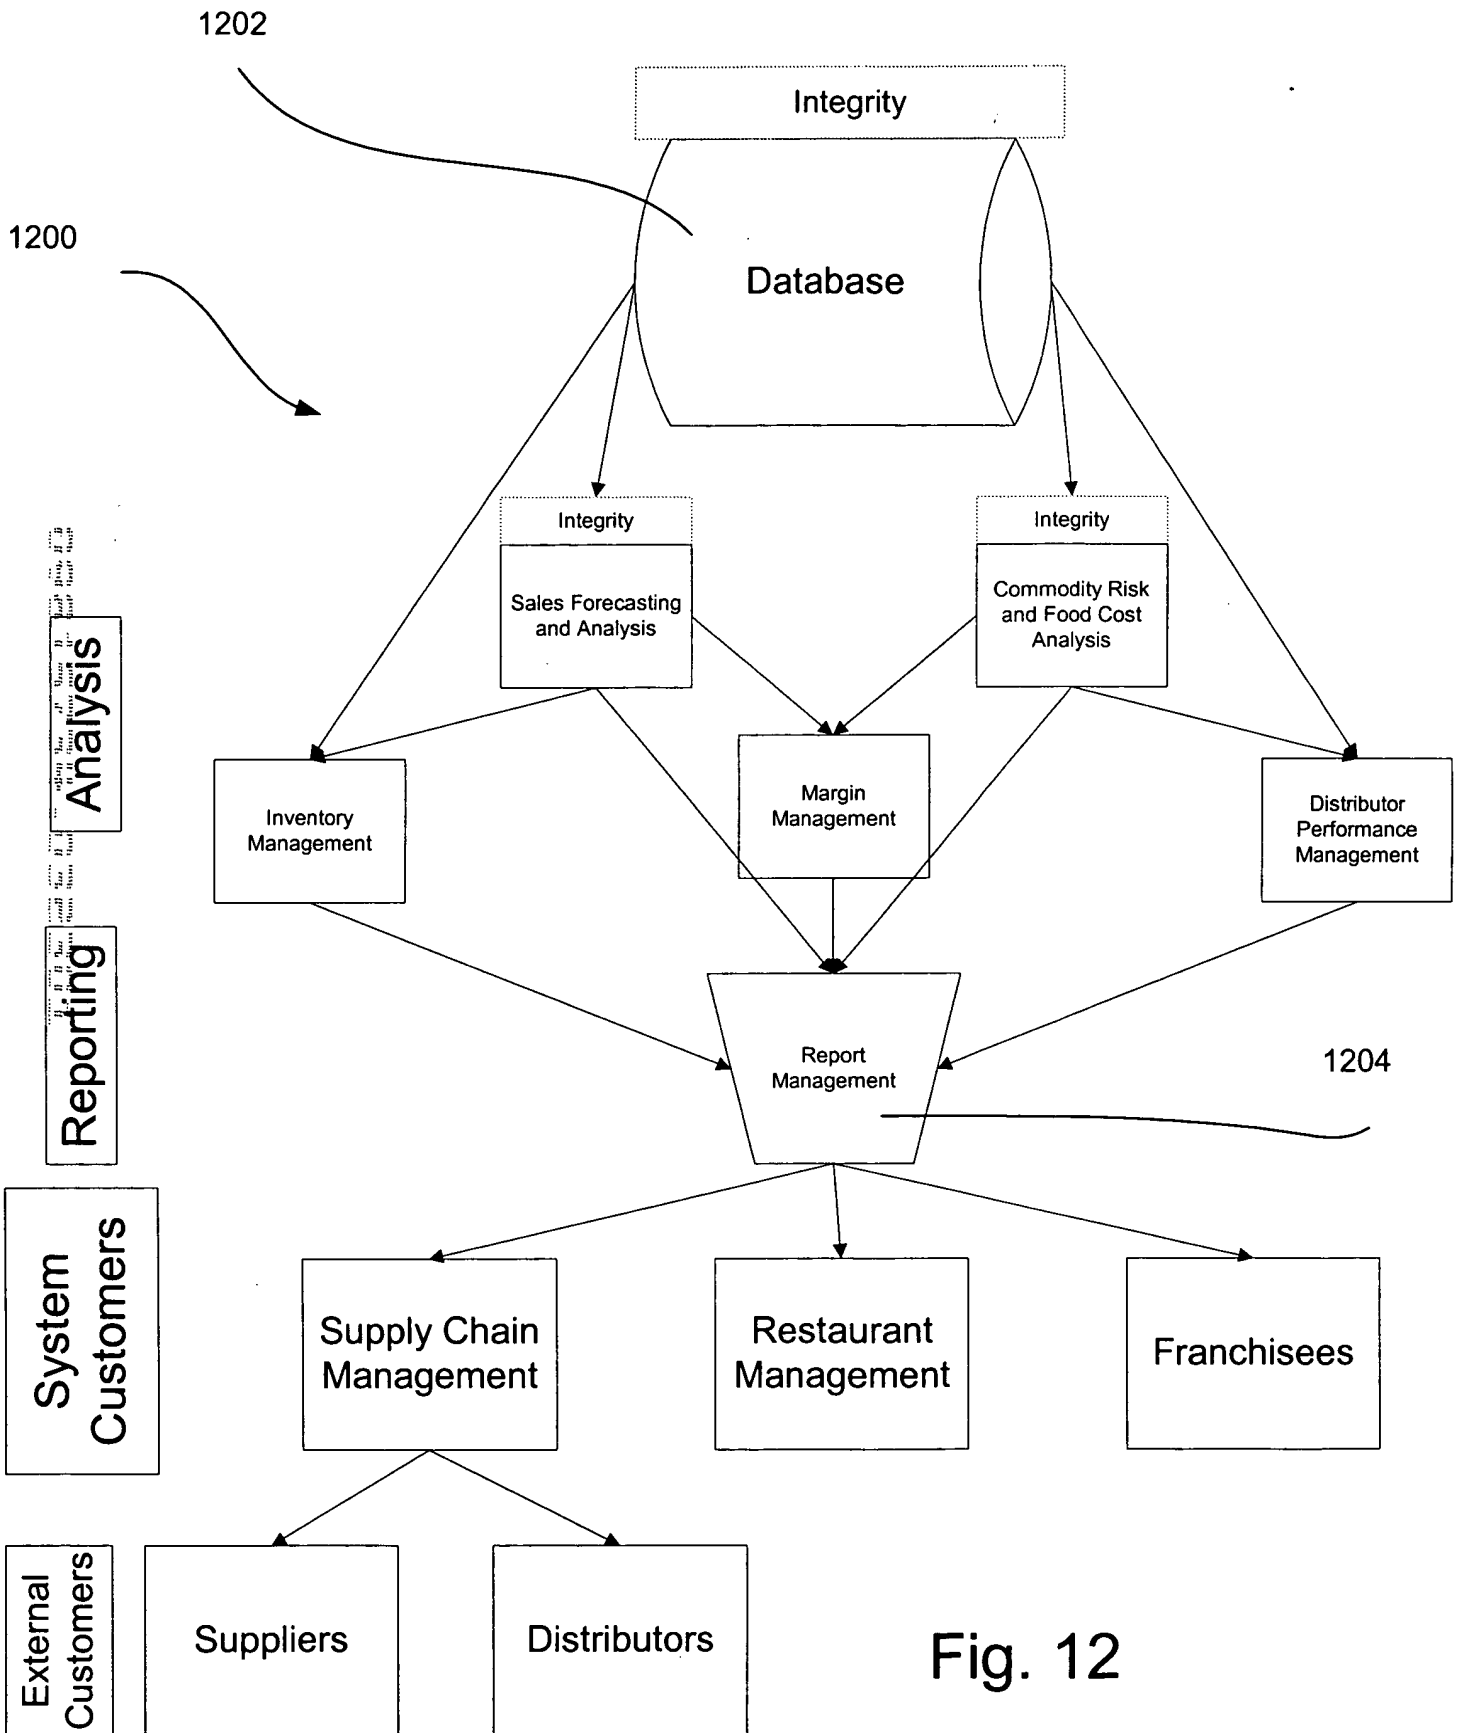 1202
Integrity
1200
Database
Integrity
Integrity
Sales Forecasting
and Analysis
Commodity Risk
and Food Cost
Analysis
Analysis
Inventory
Management
Margin
Management
Distributor
Performance
Management
Reporting
Report
Management
1204
System
Customers
Supply Chain
Management
Restaurant
Management
Franchisees
External
Customers
Suppliers
Distributors
Fig. 12